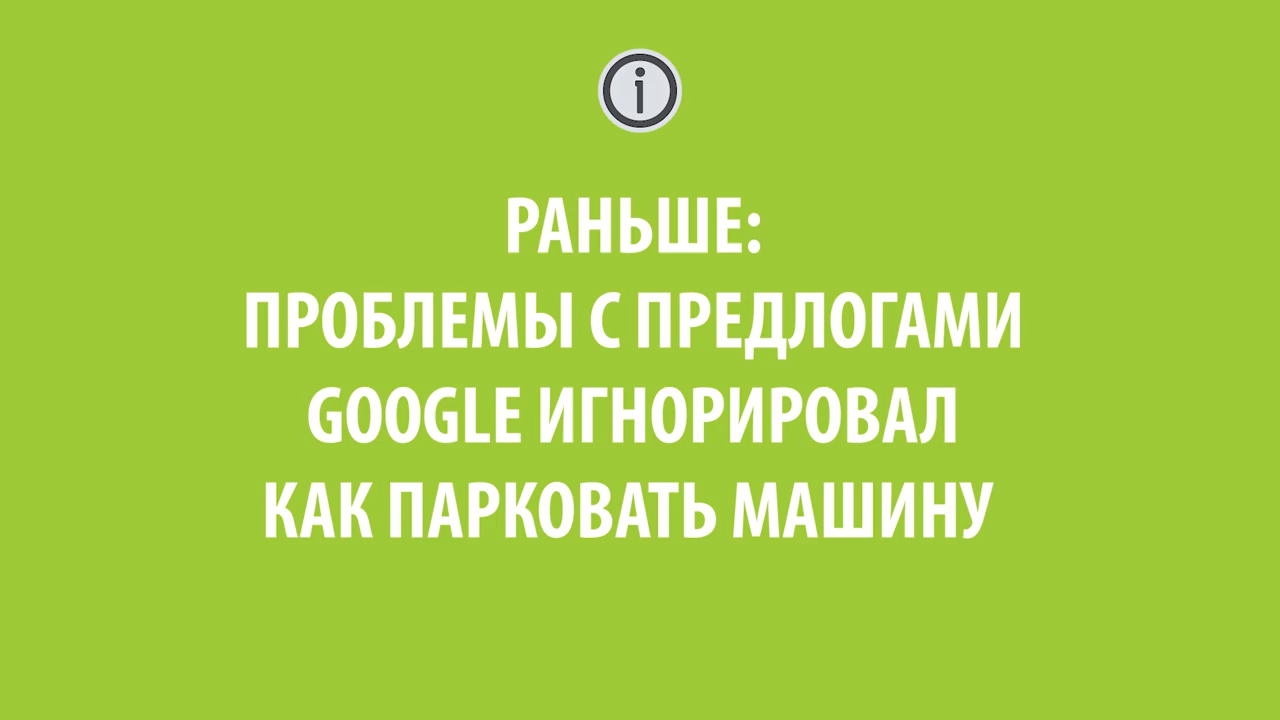 РАНЬШЕ:
ПРОБЛЕМЫ С ПРЕДЛОГАМИ
GOOGLE ИГНОРИРОВАЛ
КАК ПАРКОВАТЬ МАШИНУ